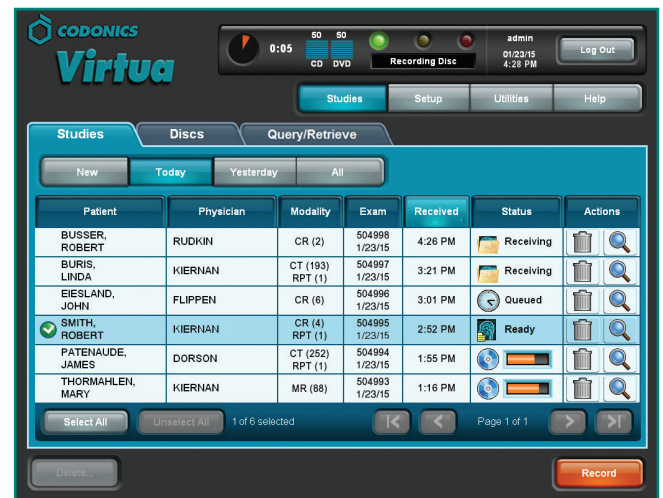 CODONICS
Virtua
0:05
50 50
CD DVD
Recording Disc
admin
01/23/15
4:28 PM
Log Out
Studies Setup Utilities Help
Studies Discs Query/Retrieve
New Today Yesterday All
Patient Physician Modality Exam Received Status Actions
BUSSER,
ROBERT RUDKIN CR (2) 504998
1/23/15 4:26 PM Receiving
BURIS,
LINDA KIERNAN CT (193)
RPT (1) 504997
1/23/15 3:21 PM Receiving
EIESLAND,
JOHN FLIPPEN CR (6) 504996
1/23/15 3:01 PM Queued
SMITH,
ROBERT KIERNAN CR (4)
RPT (1) 504995
1/23/15 2:52 PM Ready
PATENAUDE,
JAMES DORSON CT (252)
RPT (1) 504994
1/23/15 1:55 PM
THORMAHLEN,
MARY KIERNAN MR (88) 504993
1/23/15 1:16 PM
Select All Unselect All 1 of 6 selected Page 1 of 1
Delete... Record